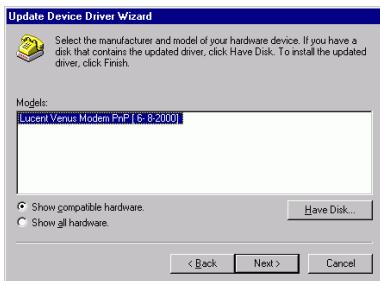 Update Device Driver Wizard
Select the manufacturer and model of your hardware device. If you have a
disk that contains the updated driver, click Have Disk. To install the updated
driver, click Finish.
Models:
Lucent Venus Modem PnP [ 6- 8-2000]
Show compatible hardware.
Show all hardware.
Have Disk...
< Back
Next >
Cancel